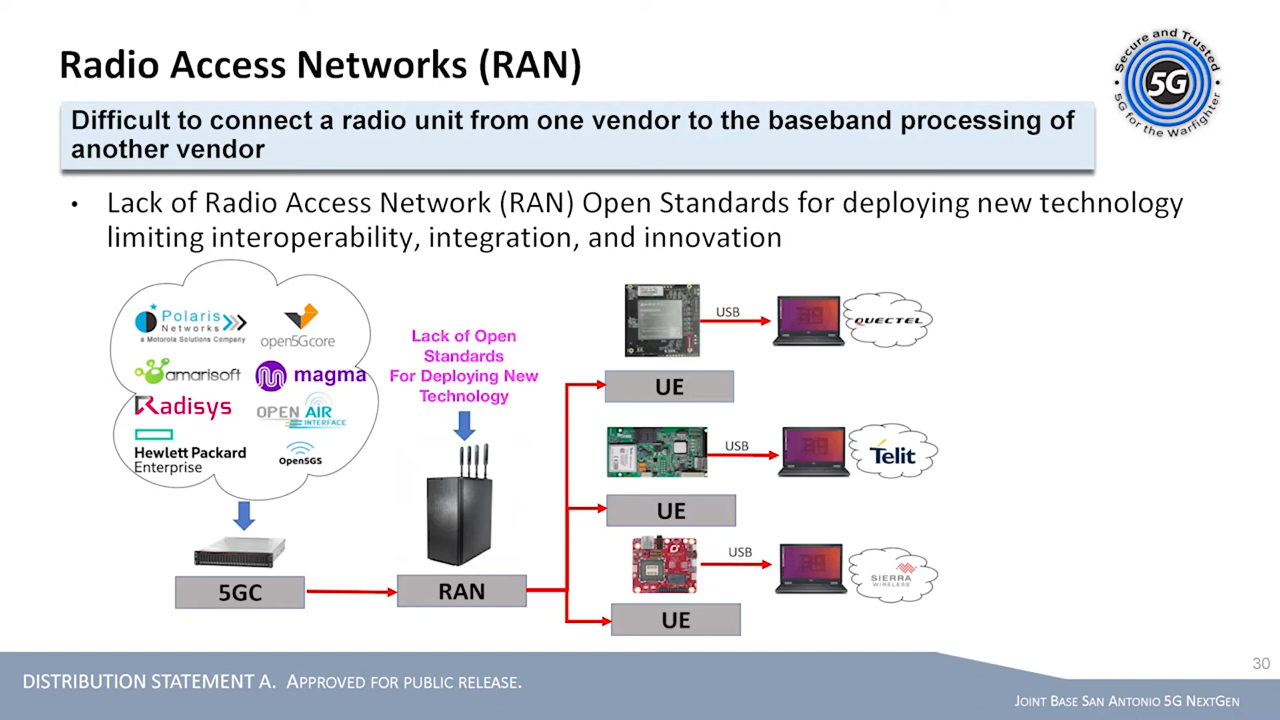 Radio Access Networks (RAN)
Secure and Trusted
5G
5G for the Warfighter
Difficult to connect a radio unit from one vendor to the baseband processing of
another vendor
• Lack of Radio Access Network (RAN) Open Standards for deploying new technology
limiting interoperability, integration, and innovation
Polaris
Networks
a Motorola Solutions Company
open5Gcore
amarisoft
magma
Radisys
OPEN AIR
INTERFACE
Hewlett Packard
Enterprise
Open5GS
Lack of Open
Standards
For Deploying New
Technology
5GC
RAN
USB
QUECTEL
UE
USB
Telit
UE
USB
SIERRA
WIRELESS
UE
30
DISTRIBUTION STATEMENT A. APPROVED FOR PUBLIC RELEASE.
JOINT BASE SAN ANTONIO 5G NEXTGEN